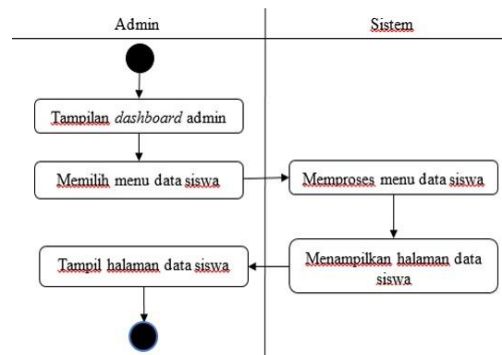 Admin
Sistem
Tampilan dashboard admin
Memilih menu data siswa
Memproses menu data siswa
Tampil halaman data siswa
Menampilkan halaman data
siswa